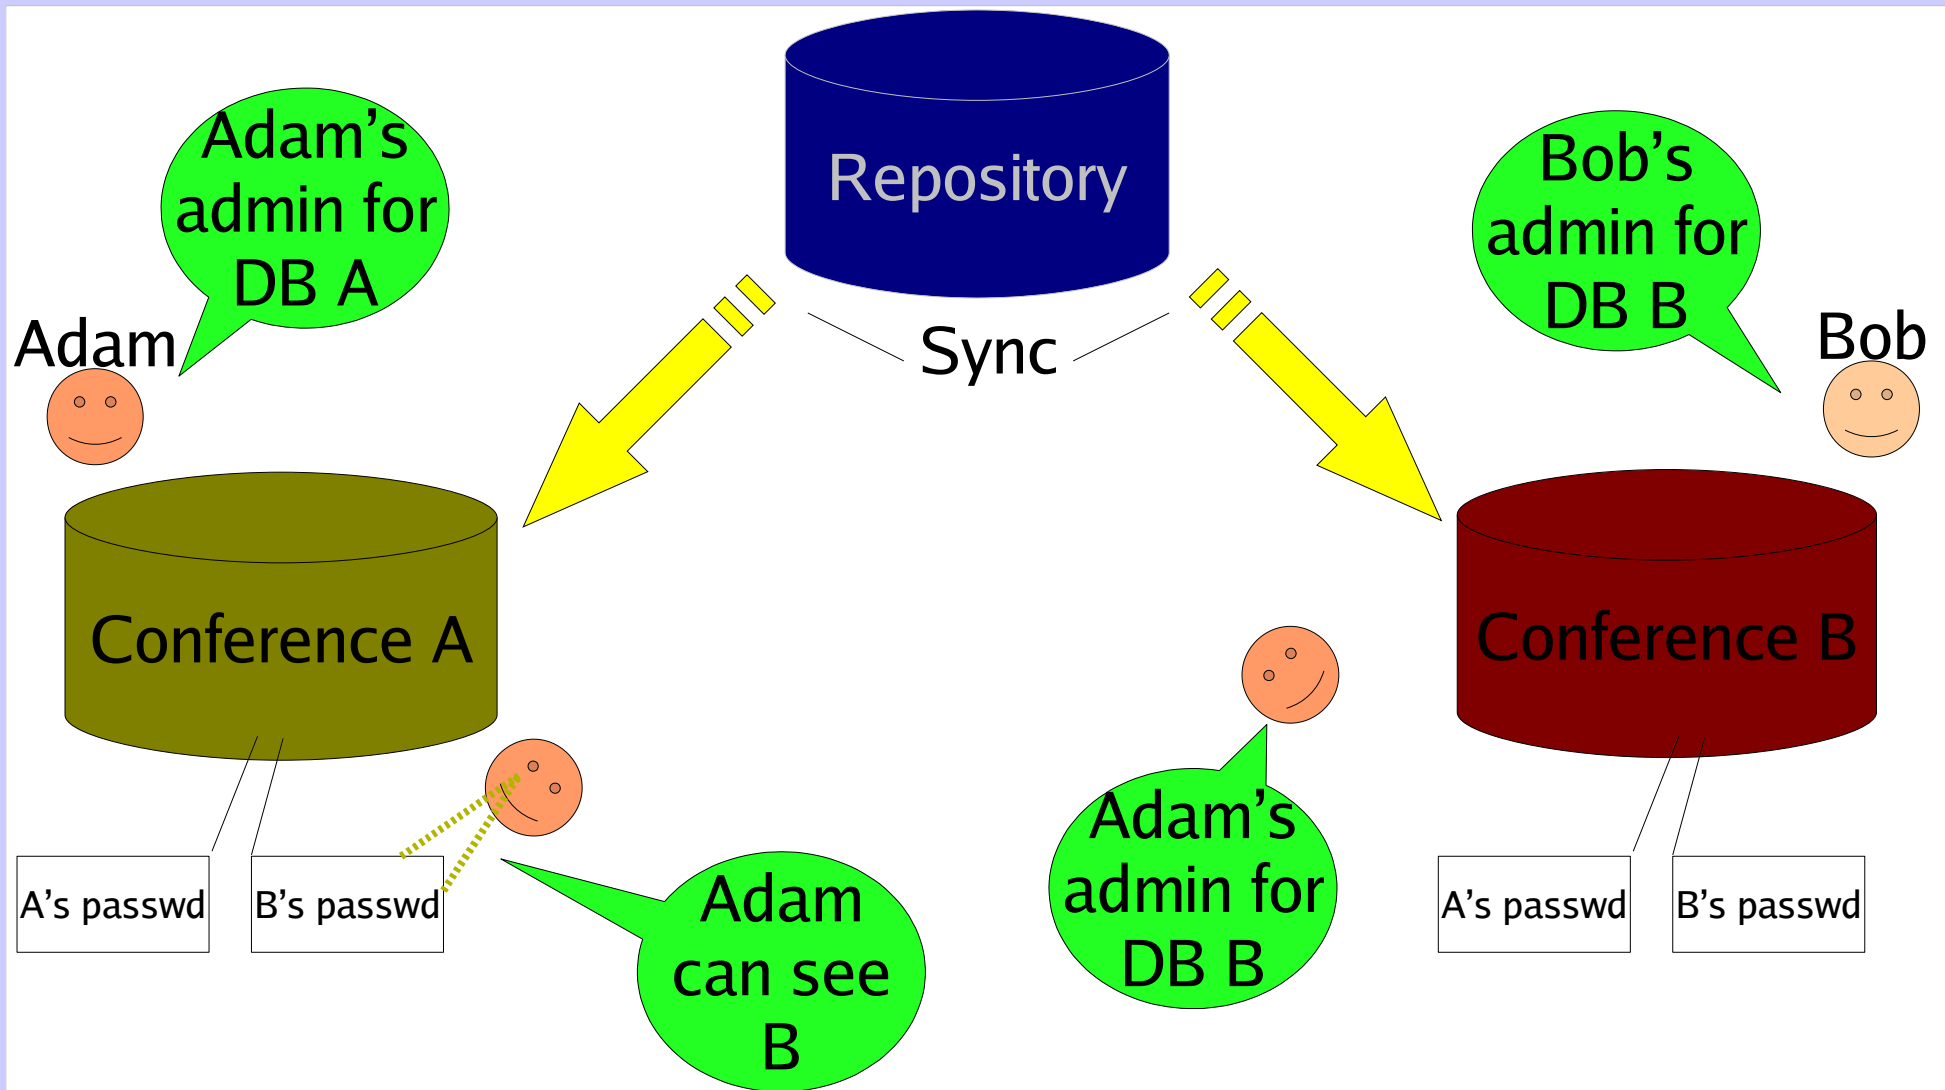 Adam’s
admin for
DB A
Repository
Bob’s
admin for
DB B
Adam
Sync
Bob
Conference A
Conference B
A’s passwd
B’s passwd
Adam
can see
B
Adam’s
admin for
DB B
A’s passwd
B’s passwd